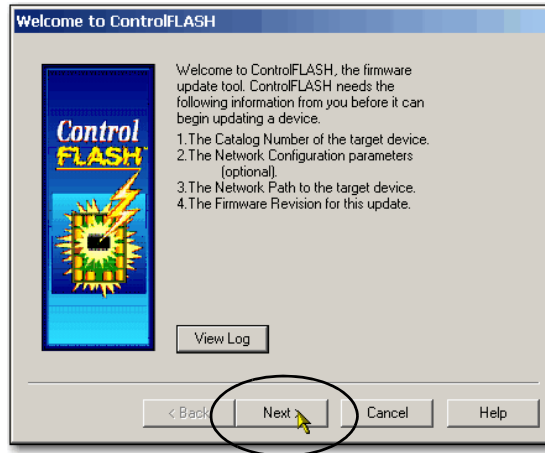 Welcome to ControlFLASH
Control
FLASH
Welcome to ControlFLASH, the firmware
update tool. ControlFLASH needs the
following information from you before it can
begin updating a device.
1.The Catalog Number of the target device.
2.The Network Configuration parameters
(optional).
3.The Network Path to the target device.
4.The Firmware Revision for this update.
View Log
< Back
Next >
Cancel
Help